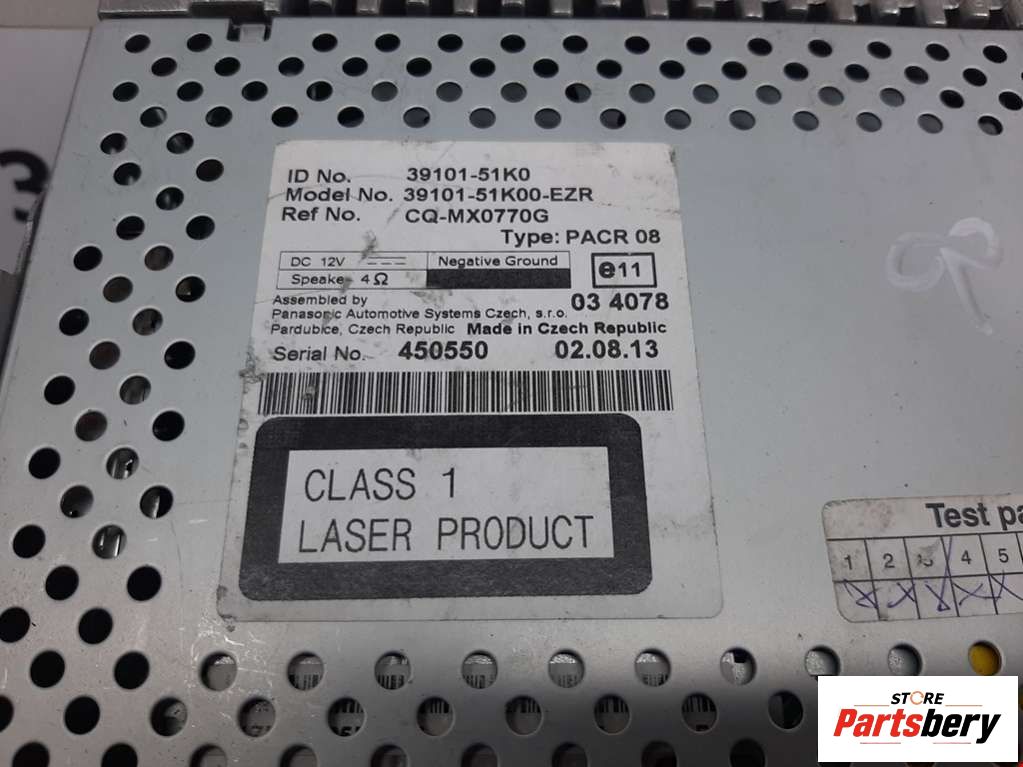 ID No. 39101-51K0
Model No. 39101-51K00-EZR
Ref No. CQ-MX0770G
Type: PACR 08
DC 12V Negative Ground
Speake 4Ω
e11
Assembled by 03 4078
Panasonic Automotive Systems Czech, s.r.o.
Pardubice, Czech Republic Made in Czech Republic
Serial No. 450550 02.08.13
CLASS 1
LASER PRODUCT
Test pa
1 2 3 4 5
STORE
Partsbery